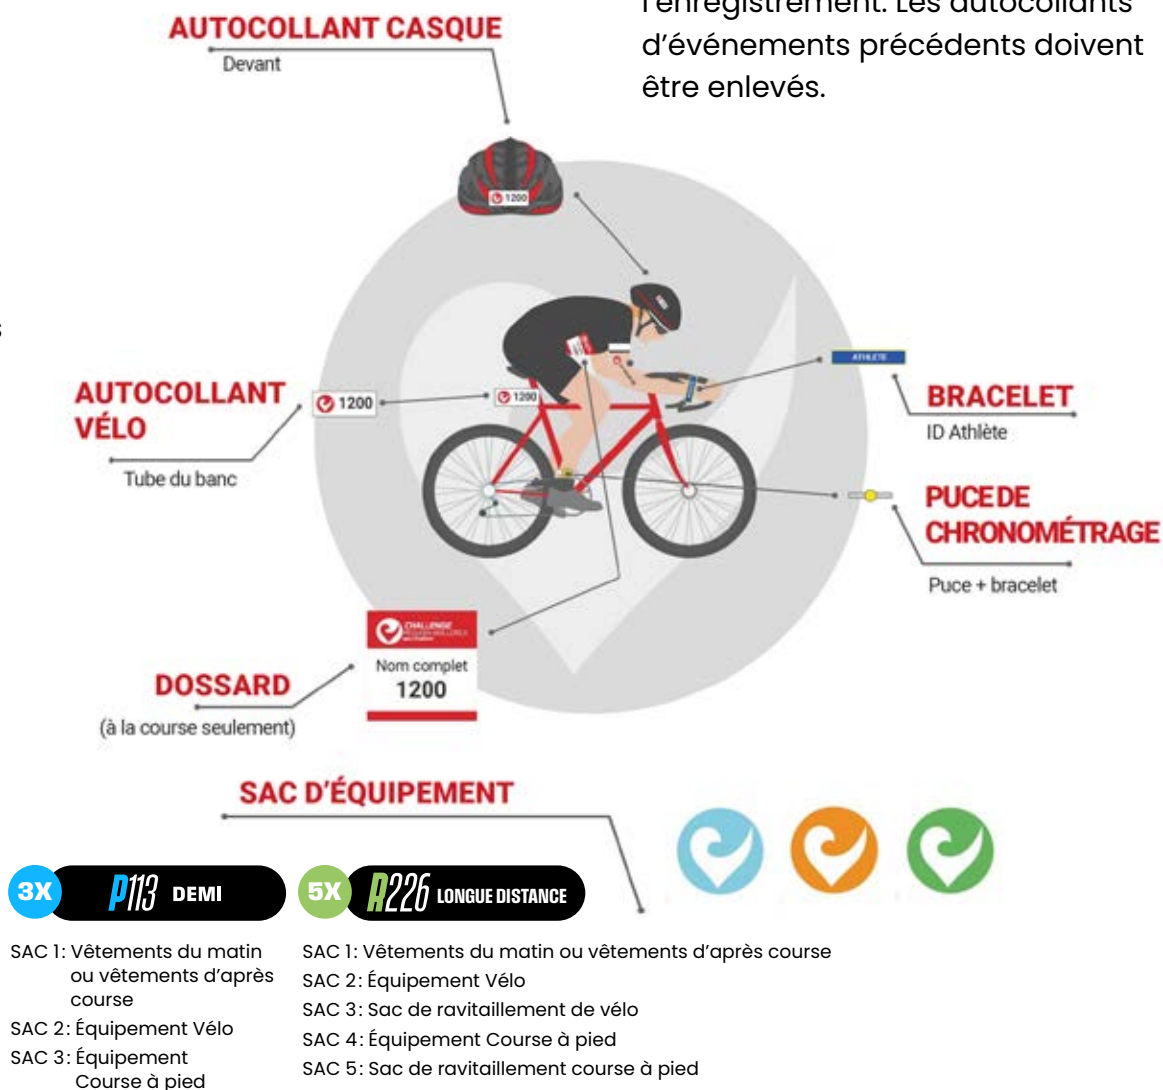 l'enregistrement. Les autocollants
d'événements précédents doivent
être enlevés.
AUTOCOLLANT CASQUE
Devant
1200
s
AUTOCOLLANT
VÉLO
Tube du banc
1200
1200
ATHLETE
BRACELET
ID Athlète
PUCE DE
CHRONOMÉTRAGE
Puce + bracelet
CHALLENGE
Nom complet
1200
DOSSARD
(à la course seulement)
SAC D'ÉQUIPEMENT
3X P113 DEMI
SAC 1: Vêtements du matin
ou vêtements d'après
course
SAC 2: Équipement Vélo
SAC 3: Équipement
Course à pied
5X A226 LONGUE DISTANCE
SAC 1: Vêtements du matin ou vêtements d'après course
SAC 2: Équipement Vélo
SAC 3: Sac de ravitaillement de vélo
SAC 4: Équipement Course à pied
SAC 5: Sac de ravitaillement course à pied